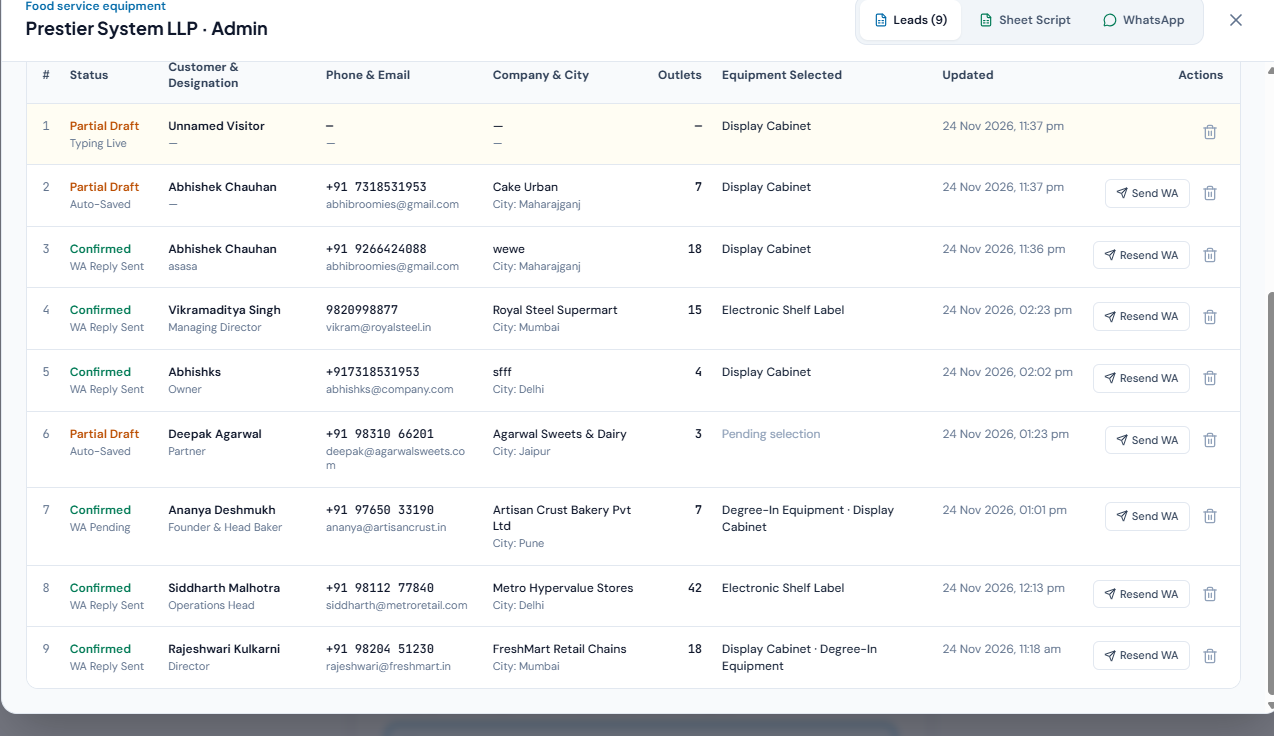 Food service equipment
Prestier System LLP · Admin
Leads (9)
Sheet Script
WhatsApp
# Status Customer & Designation Phone & Email Company & City Outlets Equipment Selected Updated Actions
1 Partial Draft Unnamed Visitor – — – Display Cabinet 24 Nov 2026, 11:37 pm
Typing Live — — —
2 Partial Draft Abhishek Chauhan +91 7318531953 Cake Urban 7 Display Cabinet 24 Nov 2026, 11:37 pm Send WA
Auto-Saved — abhibroomies@gmail.com City: Maharajganj
3 Confirmed Abhishek Chauhan +91 9266424088 wewe 18 Display Cabinet 24 Nov 2026, 11:36 pm Resend WA
WA Reply Sent asasa abhibroomies@gmail.com City: Maharajganj
4 Confirmed Vikramaditya Singh 9820998877 Royal Steel Supermart 15 Electronic Shelf Label 24 Nov 2026, 02:23 pm Resend WA
WA Reply Sent Managing Director vikram@royalsteel.in City: Mumbai
5 Confirmed Abhishks +917318531953 sfff 4 Display Cabinet 24 Nov 2026, 02:02 pm Resend WA
WA Reply Sent Owner abhishks@company.com City: Delhi
6 Partial Draft Deepak Agarwal +91 98310 66201 Agarwal Sweets & Dairy 3 Pending selection 24 Nov 2026, 01:23 pm Send WA
Auto-Saved Partner deepak@agarwalsweets.co City: Jaipur
m
7 Confirmed Ananya Deshmukh +91 97650 33190 Artisan Crust Bakery Pvt 7 Degree-In Equipment · Display 24 Nov 2026, 01:01 pm Send WA
WA Pending Founder & Head Baker ananya@artisancrust.in Ltd Cabinet
City: Pune
8 Confirmed Siddharth Malhotra +91 98112 77840 Metro Hypervalue Stores 42 Electronic Shelf Label 24 Nov 2026, 12:13 pm Resend WA
WA Reply Sent Operations Head siddharth@metroretail.com City: Delhi
9 Confirmed Rajeshwari Kulkarni +91 98204 51230 FreshMart Retail Chains 18 Display Cabinet · Degree-In 24 Nov 2026, 11:18 am Resend WA
WA Reply Sent Director rajeshwari@freshmart.in City: Mumbai Equipment